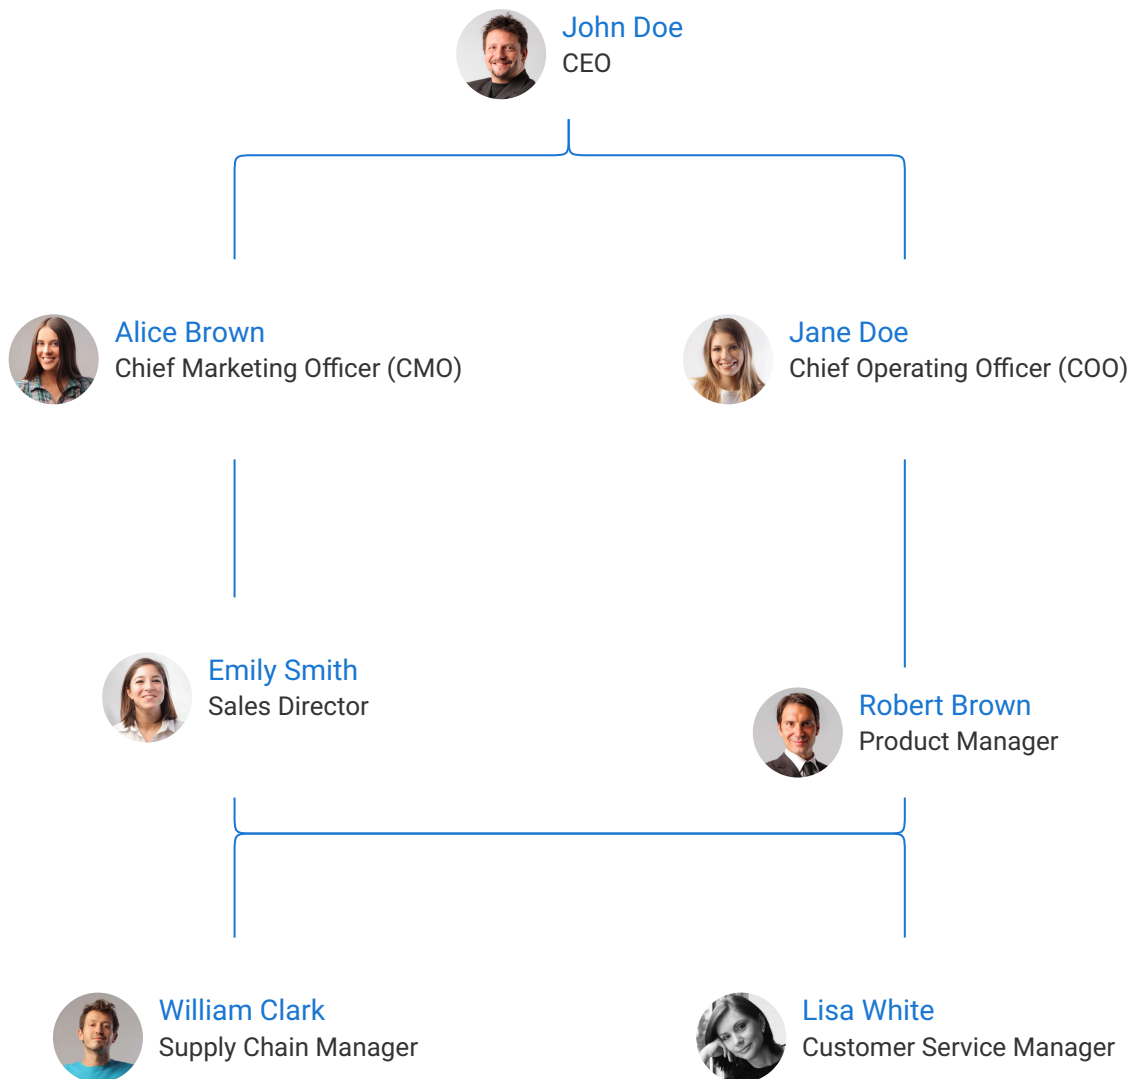 John Doe
CEO
Alice Brown
Chief Marketing Officer (CMO)
Jane Doe
Chief Operating Officer (COO)
Emily Smith
Sales Director
Robert Brown
Product Manager
William Clark
Supply Chain Manager
Lisa White
Customer Service Manager